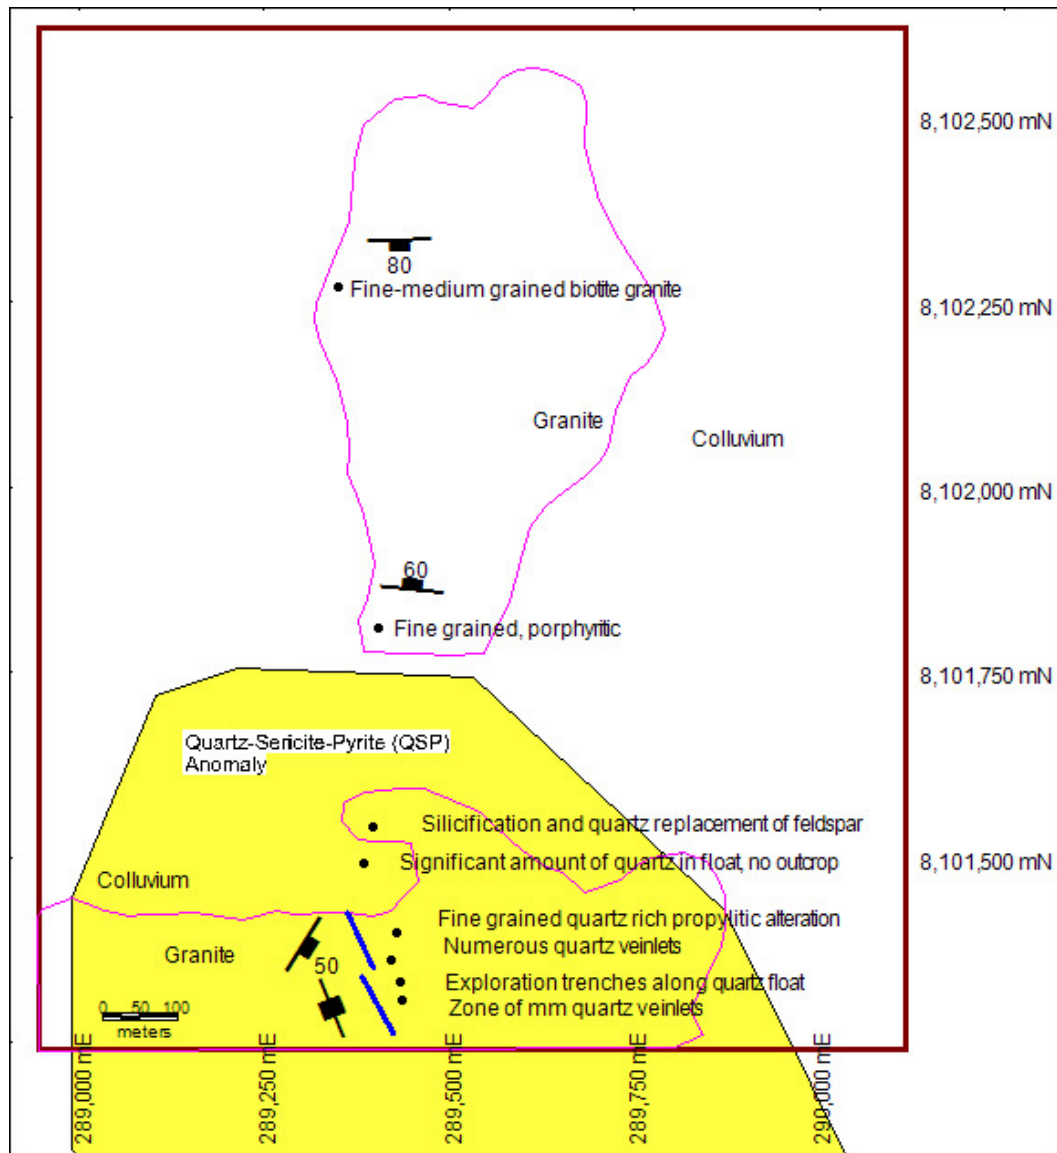 8,102,500 mN
80
Fine-medium grained biotite granite
8,102,250 mN
Granite
Colluvium
8,102,000 mN
60
Fine grained, porphyritic
8,101,750 mN
Quartz-Sericite-Pyrite (QSP)
Anomaly
Silicification and quartz replacement of feldspar
Significant amount of quartz in float, no outcrop
8,101,500 mN
Colluvium
Fine grained quartz rich propylitic alteration
Numerous quartz veinlets
Granite
50
Exploration trenches along quartz float
Zone of mm quartz veinlets
0 50 100
meters
289,000 mE
289,250 mE
289,500 mE
289,750 mE
290,000 mE